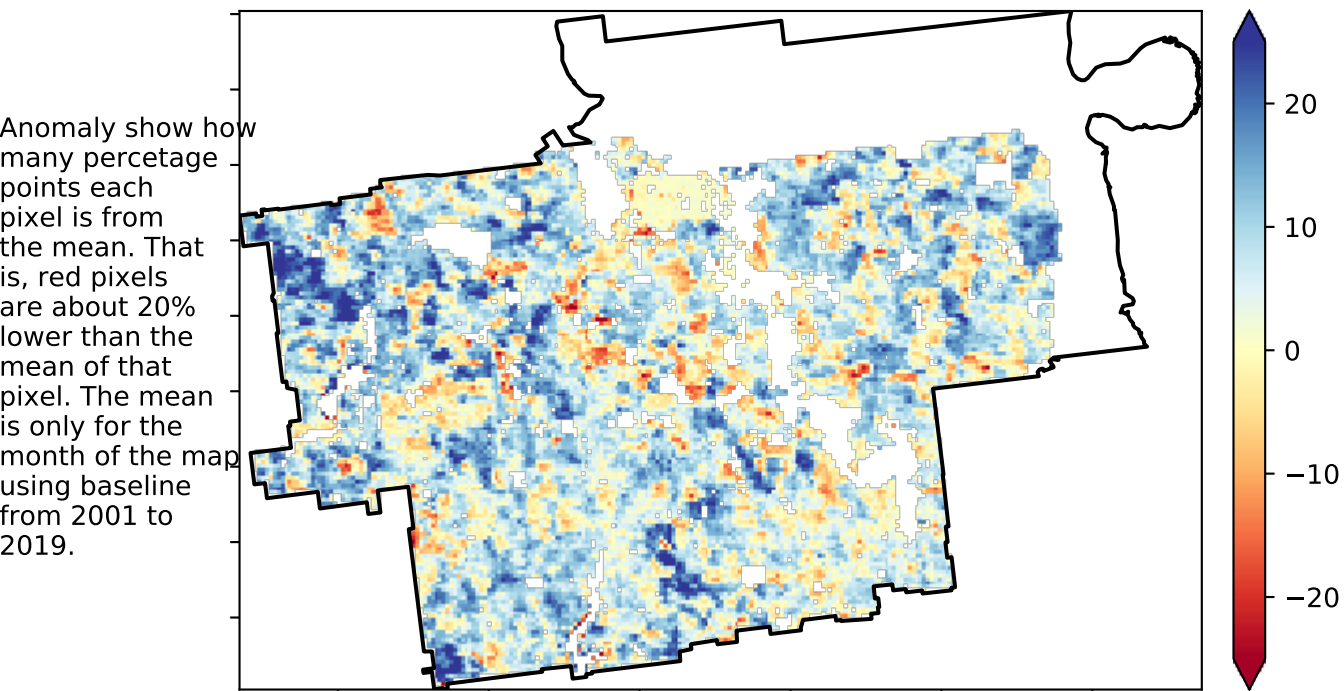 Anomaly show how
many percetage
points each
pixel is from
the mean. That
is, red pixels
are about 20%
lower than the
mean of that
pixel. The mean
is only for the
month of the map
using baseline
from 2001 to
2019.
20
10
0
−10
−20